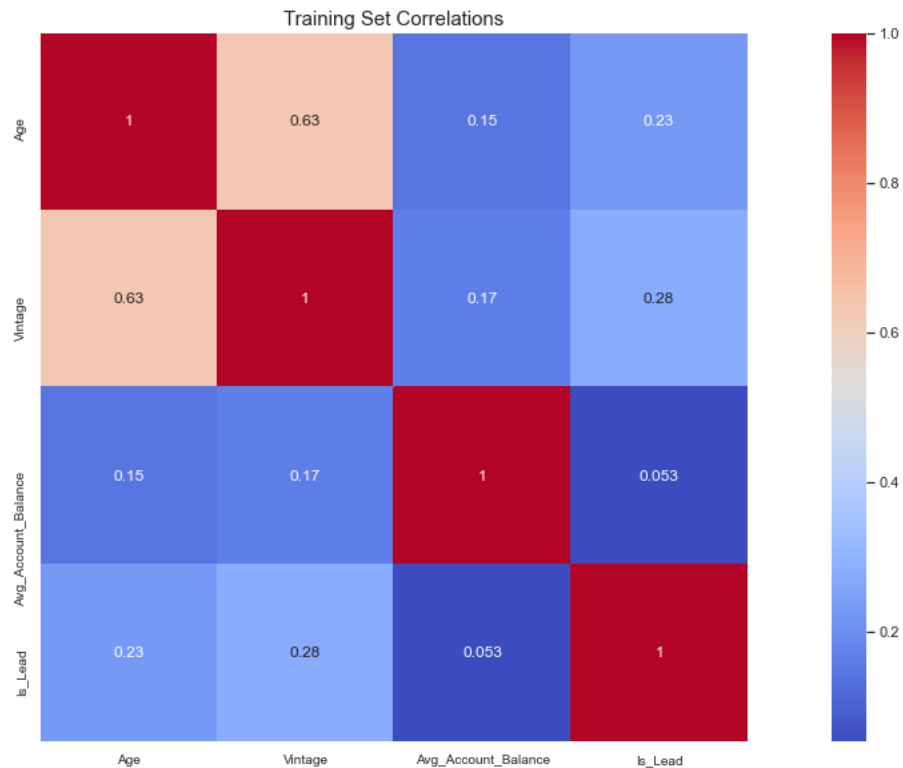 Training Set Correlations
Age
1
0.63
0.15
0.23
Vintage
0.63
1
0.17
0.28
Avg_Account_Balance
0.15
0.17
1
0.053
Is_Lead
0.23
0.28
0.053
1
Age
Vintage
Avg_Account_Balance
Is_Lead
1.0
0.8
0.6
0.4
0.2